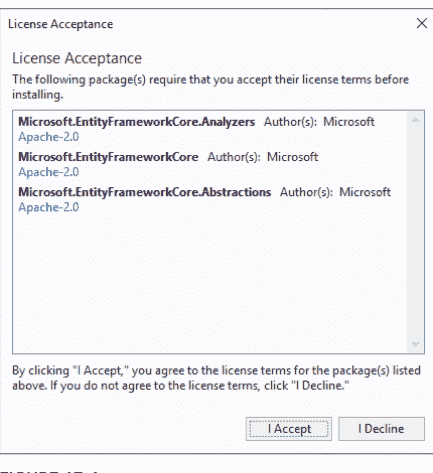 License Acceptance
License Acceptance
The following package(s) require that you accept their license terms before
installing.
Microsoft.EntityFrameworkCore.Analyzers Author(s): Microsoft
Apache-2.0
Microsoft.EntityFrameworkCore Author(s): Microsoft
Apache-2.0
Microsoft.EntityFrameworkCore.Abstractions Author(s): Microsoft
Apache-2.0
By clicking "I Accept," you agree to the license terms for the package(s) listed
above. If you do not agree to the license terms, click "I Decline."
I Accept I Decline